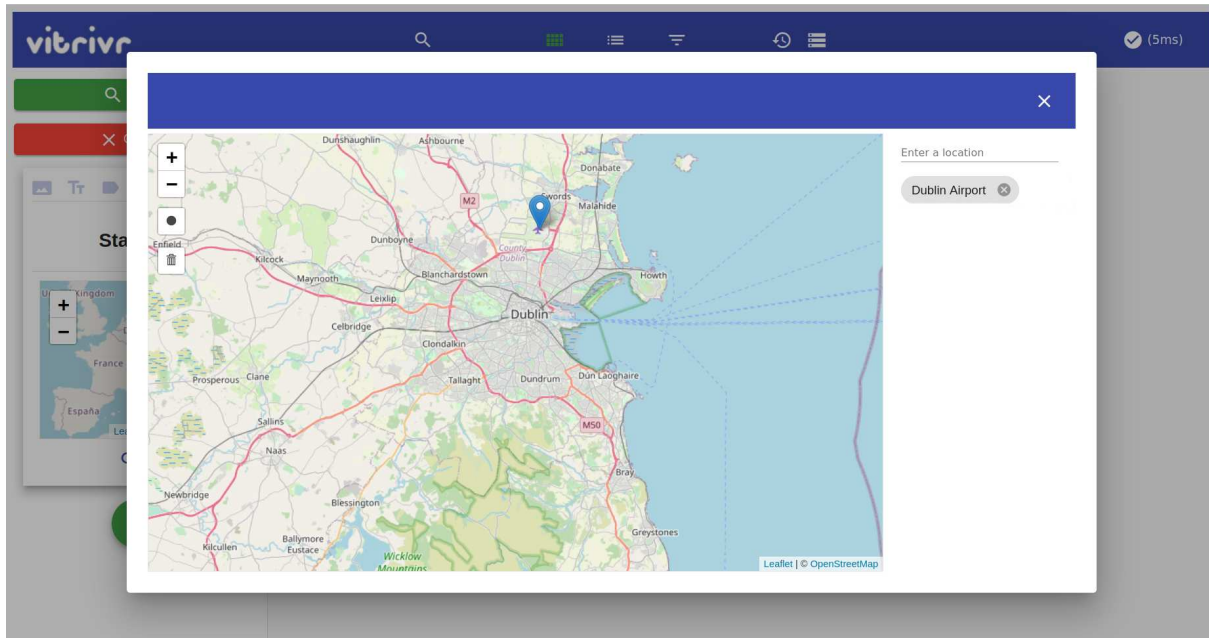 vitrivr
(5ms)
Enter a location
Dublin Airport
+
−
Dunshaughlin
Ashbourne
Donabate
M2
Swords
Malahide
Dunboyne
County
Dublin
Enfield
Kilcock
Maynooth
Blanchardstown
Howth
Leixlip
Dublin
Celbridge
Clondalkin
Prosperous
Clane
Tallaght
Dundrum
Dún Laoghaire
Sallins
M50
Naas
Bray
Newbridge
Blessington
Greystones
Kilcullen
Ballymore
Eustace
Wicklow
Mountains
Leaflet | © OpenStreetMap
Tт
Sta
+
−
France
España
Lea